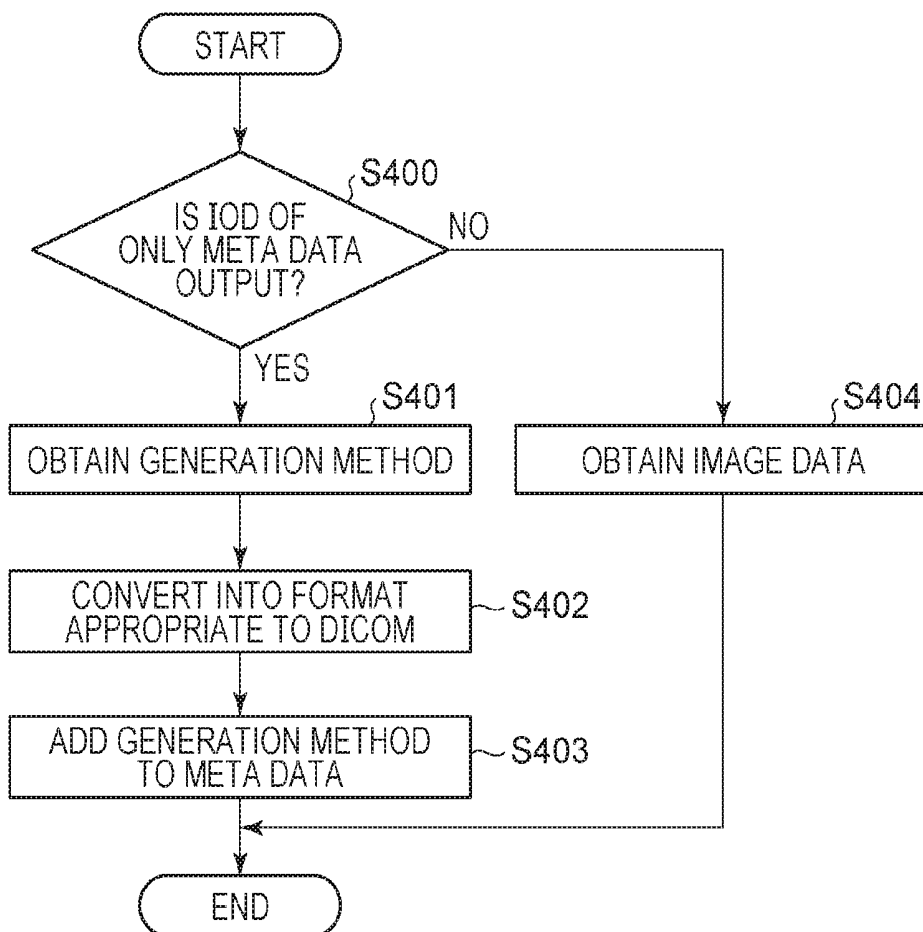 START
S400
IS IOD OF
ONLY META DATA
OUTPUT?
NO
YES
S401
OBTAIN GENERATION METHOD
S404
OBTAIN IMAGE DATA
CONVERT INTO FORMAT
APPROPRIATE TO DICOM
S402
ADD GENERATION METHOD
TO META DATA
S403
END